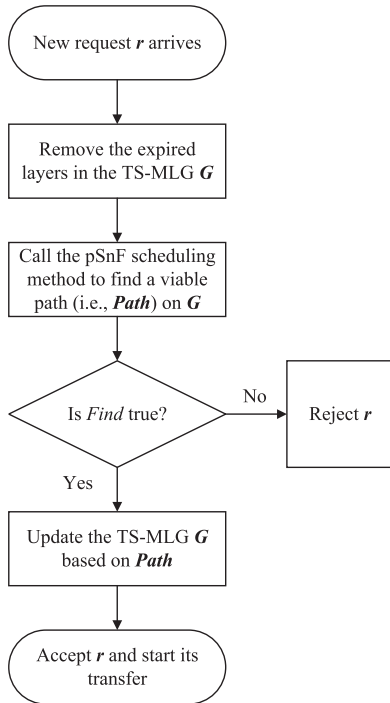 New request r arrives
Remove the expired
layers in the TS-MLG G
Call the pSnF scheduling
method to find a viable
path (i.e., Path) on G
Is Find true?
No
Reject r
Yes
Update the TS-MLG G
based on Path
Accept r and start its
transfer